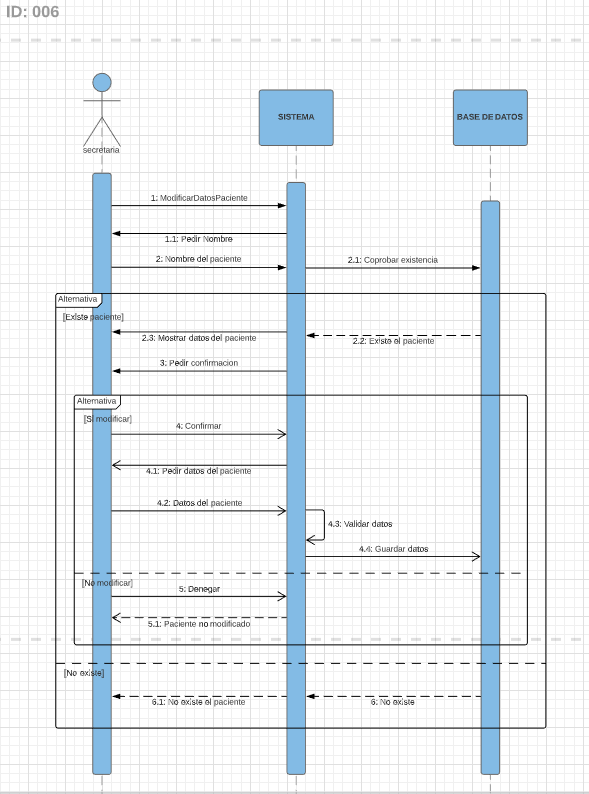 ID: 006
secretaria
SISTEMA
BASE DE DATOS
1: ModificarDatosPaciente
1.1: Pedir Nombre
2: Nombre del paciente
2.1: Coprobar existencia
Alternativa
[Existe paciente]
2.2: Existe el paciente
2.3: Mostrar datos del paciente
3: Pedir confirmacion
Alternativa
[Si modificar]
4: Confirmar
4.1: Pedir datos del paciente
4.2: Datos del paciente
4.3: Validar datos
4.4: Guardar datos
[No modificar]
5: Denegar
5.1: Paciente no modificado
[No existe]
6: No existe
6.1: No existe el paciente